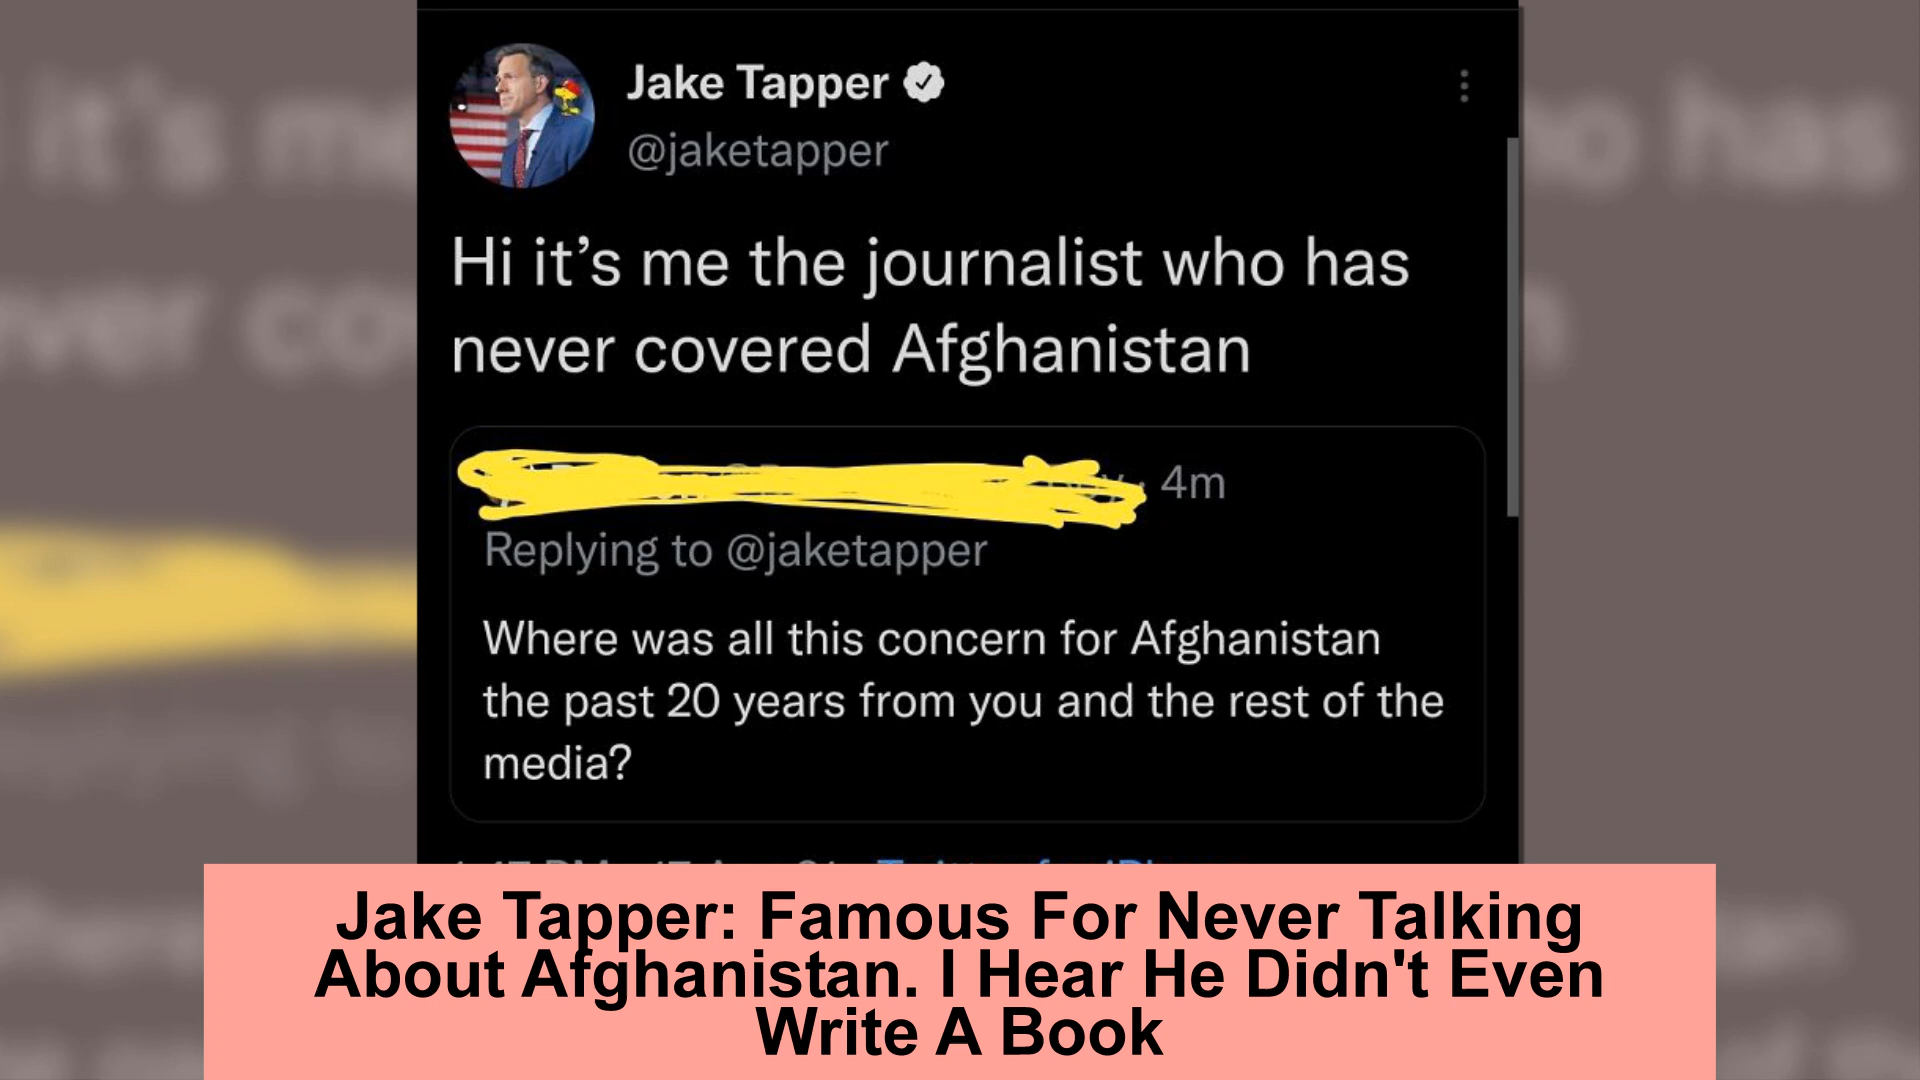 Jake Tapper
@jaketapper
Hi it's me the journalist who has
never covered Afghanistan
4m
Replying to @jaketapper
Where was all this concern for Afghanistan
the past 20 years from you and the rest of the
media?
Jake Tapper: Famous For Never Talking
About Afghanistan. I Hear He Didn't Even
Write A Book